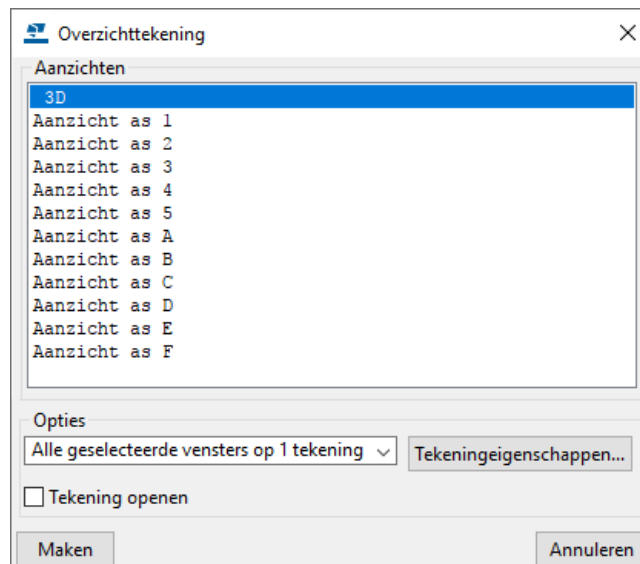 Overzichttekening
Aanzichten
3D
Aanzicht as 1
Aanzicht as 2
Aanzicht as 3
Aanzicht as 4
Aanzicht as 5
Aanzicht as A
Aanzicht as B
Aanzicht as C
Aanzicht as D
Aanzicht as E
Aanzicht as F
Opties
Alle geselecteerde vensters op 1 tekening
Tekeningeigenschappen...
Tekening openen
Maken
Annuleren